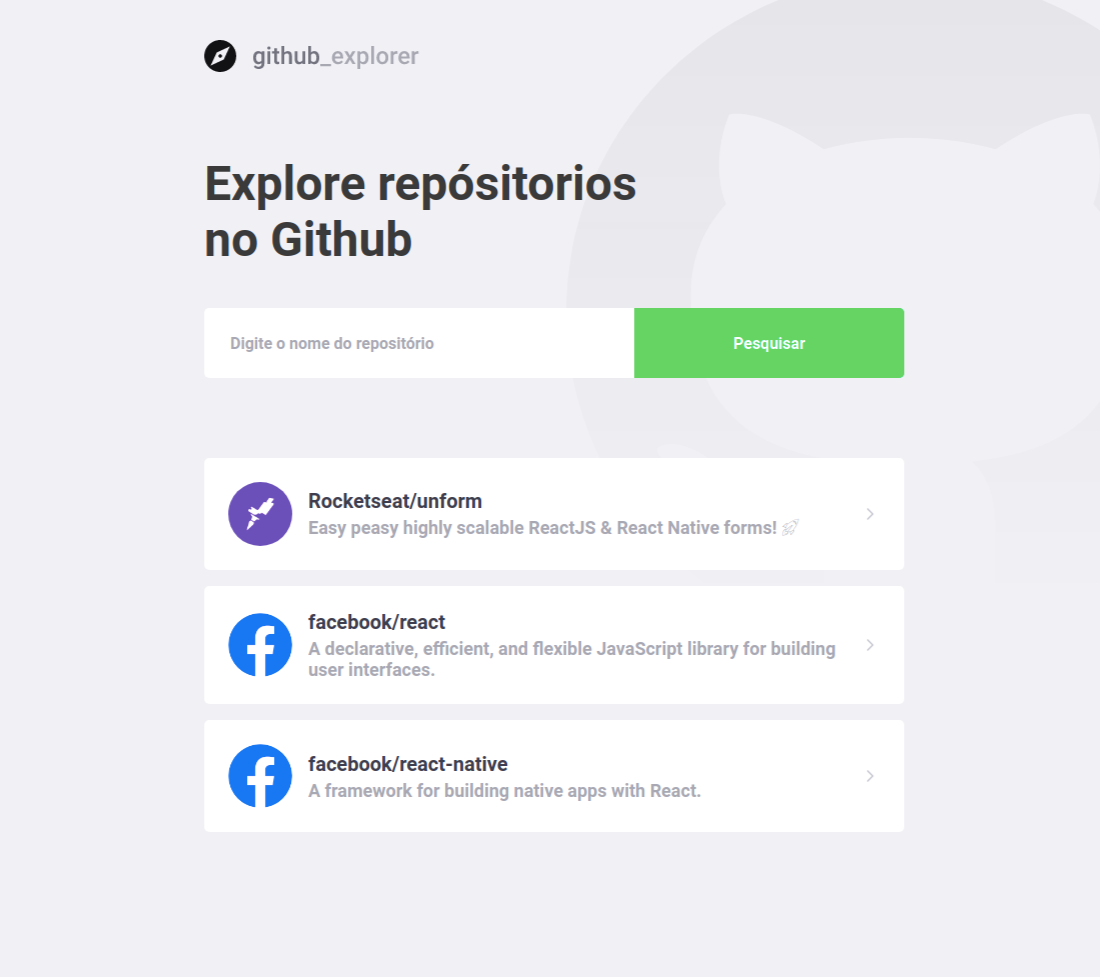 github_explorer
Explore repósitorios
no Github
Digite o nome do repositório
Pesquisar
Rocketseat/unform
Easy peasy highly scalable ReactJS & React Native forms! 🚀
facebook/react
A declarative, efficient, and flexible JavaScript library for building
user interfaces.
facebook/react-native
A framework for building native apps with React.